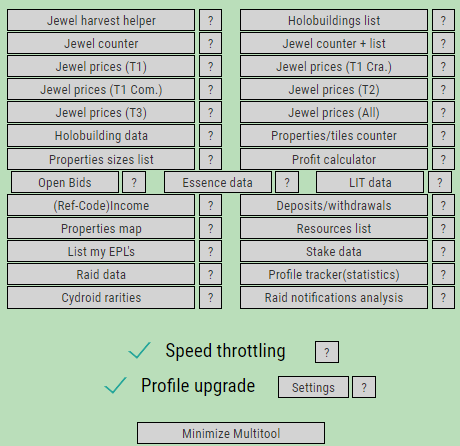 Jewel harvest helper ? Holobuildings list ?
Jewel counter ? Jewel counter + list ?
Jewel prices (T1) ? Jewel prices (T1 Cra.) ?
Jewel prices (T1 Com.) ? Jewel prices (T2) ?
Jewel prices (T3) ? Jewel prices (All) ?
Holobuilding data ? Properties/tiles counter ?
Properties sizes list ? Profit calculator ?
Open Bids ? Essence data ? LIT data ?
(Ref-Code)Income ? Deposits/withdrawals ?
Properties map ? Resources list ?
List my EPL's ? Stake data ?
Raid data ? Profile tracker(statistics) ?
Cydroid rarities ? Raid notifications analysis ?
Speed throttling ?
Profile upgrade Settings ?
Minimize Multitool